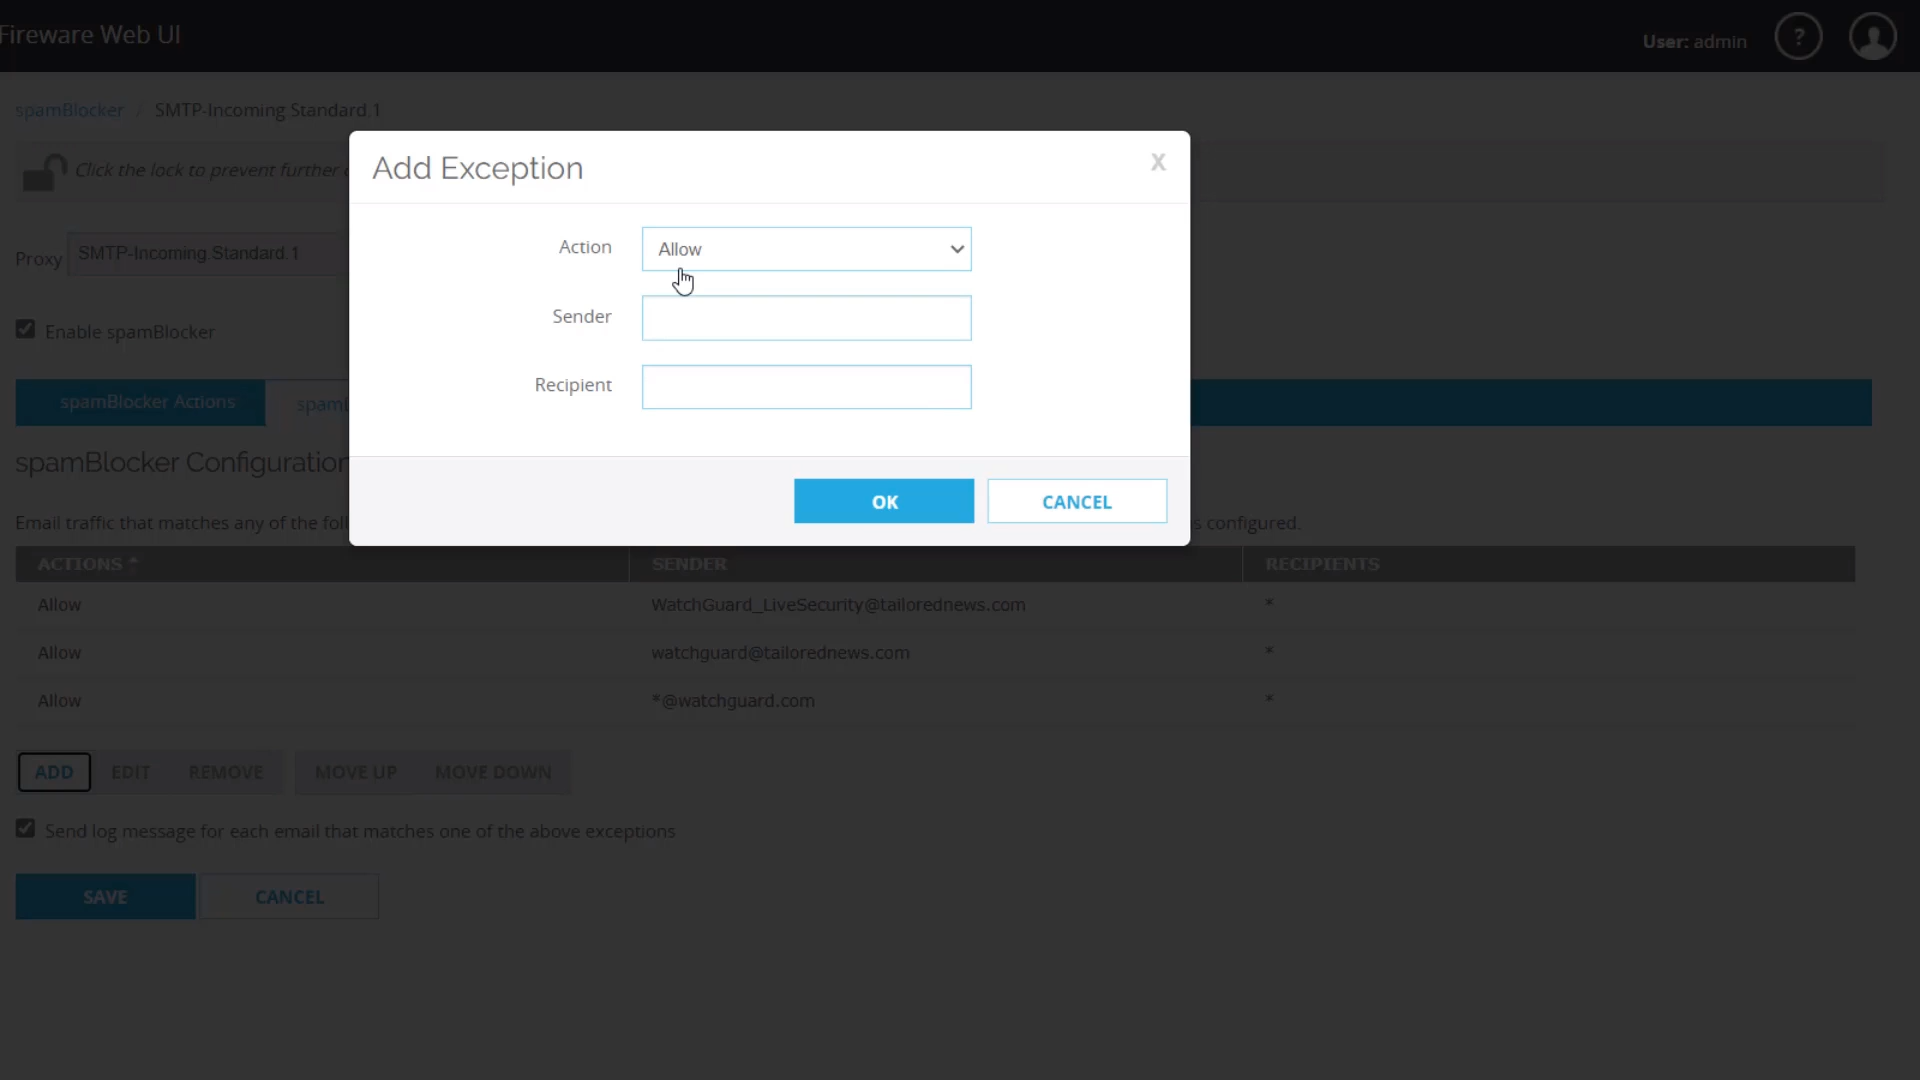 Fireware Web UI
User: admin
?
spamBlocker / SMTP-Incoming.Standard.1
Click the lock to prevent further
Proxy SMTP-Incoming.Standard.1
Enable spamBlocker
spamBlocker Actions
spamBlocker Configuration
Add Exception
X
Action Allow
Sender
Recipient
OK CANCEL
Email traffic that matches any of the s configured.
ACTIONS SENDER RECIPIENTS
Allow WatchGuard_LiveSecurity@tailorednews.com *
Allow watchguard@tailorednews.com *
Allow *@watchguard.com *
ADD EDIT REMOVE MOVE UP MOVE DOWN
Send log message for each email that matches one of the above exceptions
SAVE CANCEL